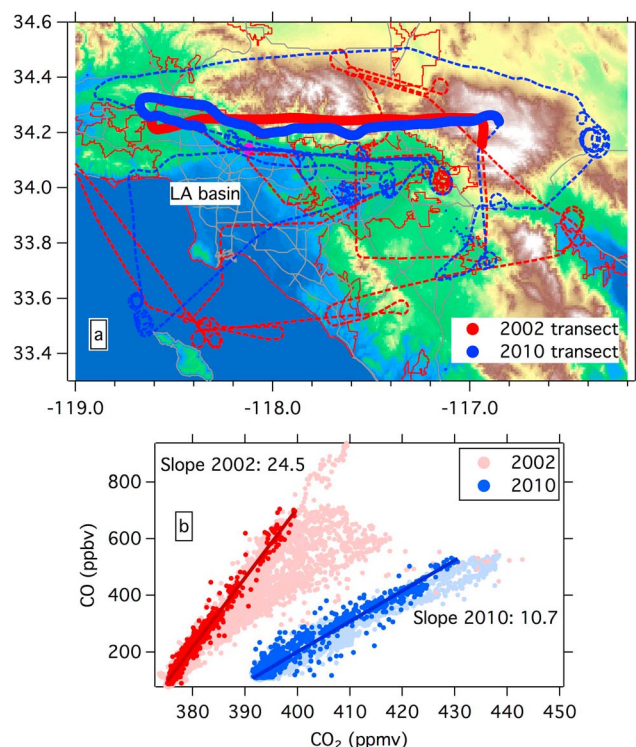 34.6
34.4
34.2
34.0
33.8
33.6
33.4
LA basin
a
2002 transect
2010 transect
-119.0
-118.0
-117.0
Slope 2002: 24.5
2002
2010
b
Slope 2010: 10.7
800
600
400
200
CO (ppbv)
380
390
400
410
420
430
440
450
CO₂ (ppmv)